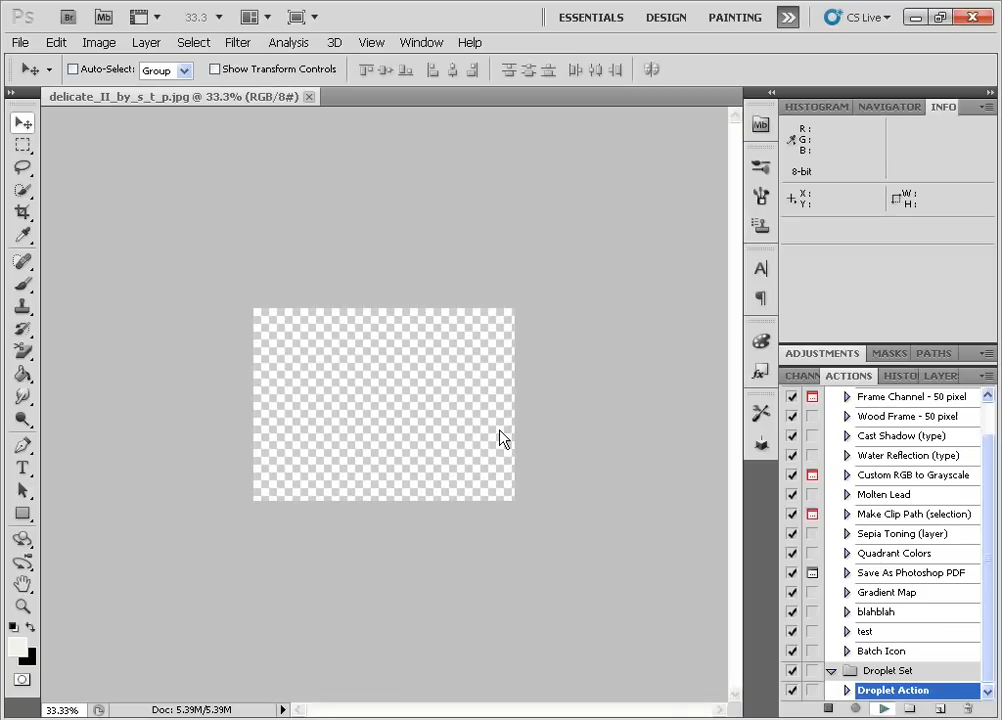 Ps Br Mb 33.3 ESSENTIALS DESIGN PAINTING CS Live
File Edit Image Layer Select Filter Analysis 3D View Window Help
Auto-Select: Group Show Transform Controls
delicate_II_by_s_t_p.jpg @ 33.3% (RGB/8#)
HISTOGRAM NAVIGATOR INFO
Mb
R:
G:
B:
8-bit
X:
Y:
W:
H:
ADJUSTMENTS MASKS PATHS
CHANN ACTIONS HISTO LAYER
Frame Channel - 50 pixel
Wood Frame - 50 pixel
Cast Shadow (type)
Water Reflection (type)
Custom RGB to Grayscale
Molten Lead
Make Clip Path (selection)
Sepia Toning (layer)
Quadrant Colors
Save As Photoshop PDF
Gradient Map
blahblah
test
Batch Icon
Droplet Set
Droplet Action
33.33% Doc: 5.39M/5.39M